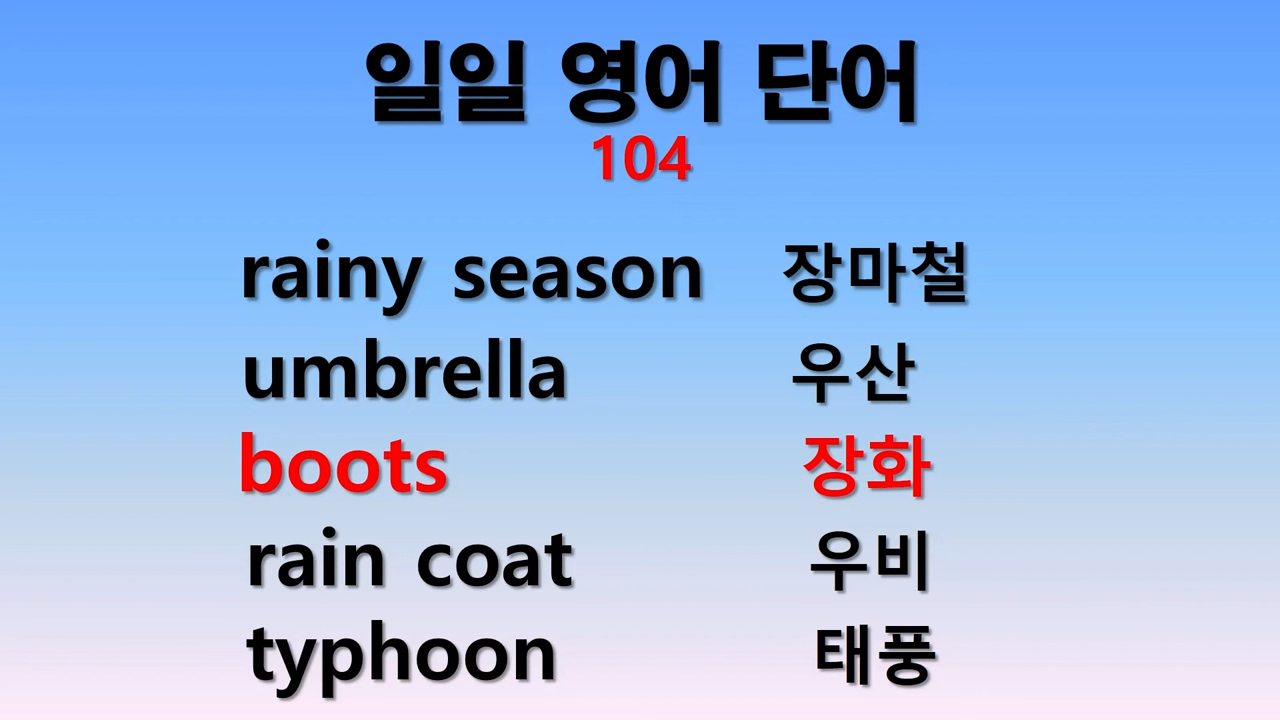 일일 영어 단어
104
rainy season 장마철
umbrella 우산
boots 장화
rain coat 우비
typhoon 태풍